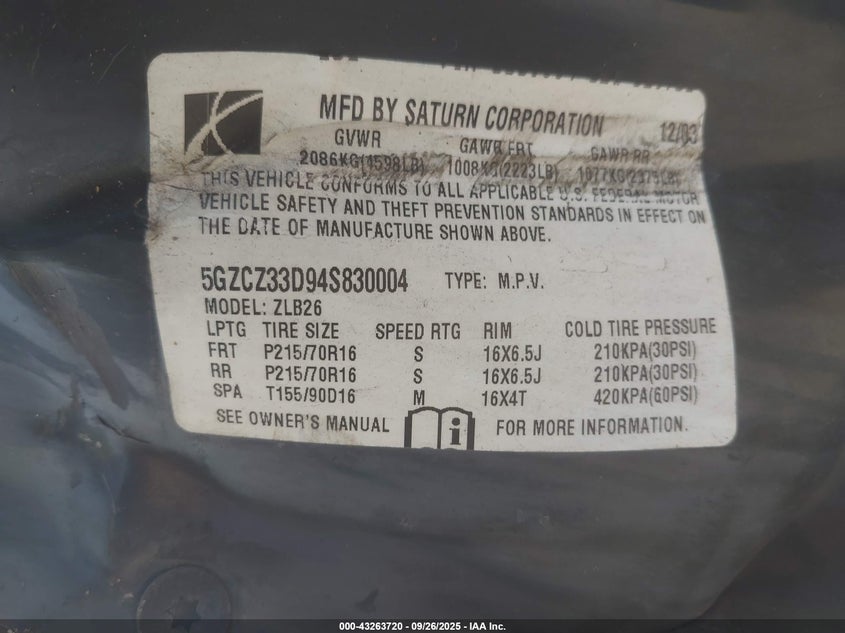 MFD BY SATURN CORPORATION 12/03
GVWR GAWR FRT GAWR RR
2086KG(4598LB) 1008KG(2223LB) 1077KG(2375LB)
THIS VEHICLE CONFORMS TO ALL APPLICABLE U.S. FEDERAL MOTOR
VEHICLE SAFETY AND THEFT PREVENTION STANDARDS IN EFFECT ON
THE DATE OF MANUFACTURE SHOWN ABOVE.
5GZCZ33D94S830004 TYPE: M.P.V.
MODEL: ZLB26
LPTG TIRE SIZE SPEED RTG RIM COLD TIRE PRESSURE
FRT P215/70R16 S 16X6.5J 210KPA(30PSI)
RR P215/70R16 S 16X6.5J 210KPA(30PSI)
SPA T155/90D16 M 16X4T 420KPA(60PSI)
SEE OWNER'S MANUAL i FOR MORE INFORMATION.
000-43263720 - 09/26/2025 - IAA Inc.